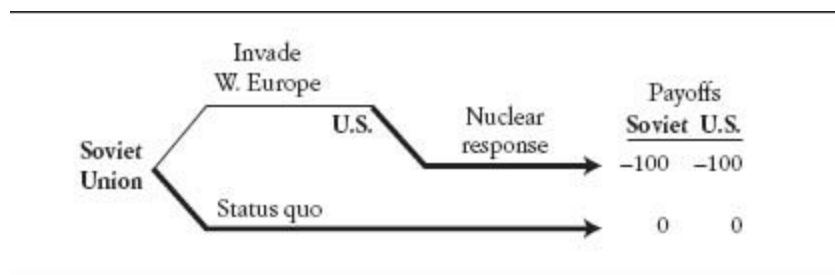 Invade
W. Europe
Payoffs
U.S.
Nuclear
response
Soviet U.S.
Soviet
Union
–100 –100
Status quo
0 0